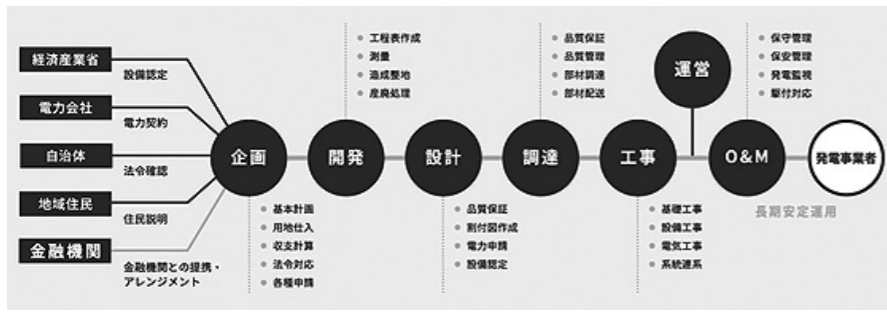 経済産業省
設備認定
電力会社
電力契約
自治体
法令確認
地域住民
住民説明
金融機関
金融機関との提携・
アレンジメント
企画
基本計画
用地仕入
収支計算
法令対応
各種申請
開発
工程表作成
測量
造成整地
産廃処理
設計
品質保証
割付図作成
電力申請
設備認定
調達
品質保証
品質管理
部材調達
部材配送
工事
基礎工事
設備工事
電気工事
系統連系
運営
O&M
保守管理
保安管理
発電監視
駆付対応
発電事業者
長期安定運用